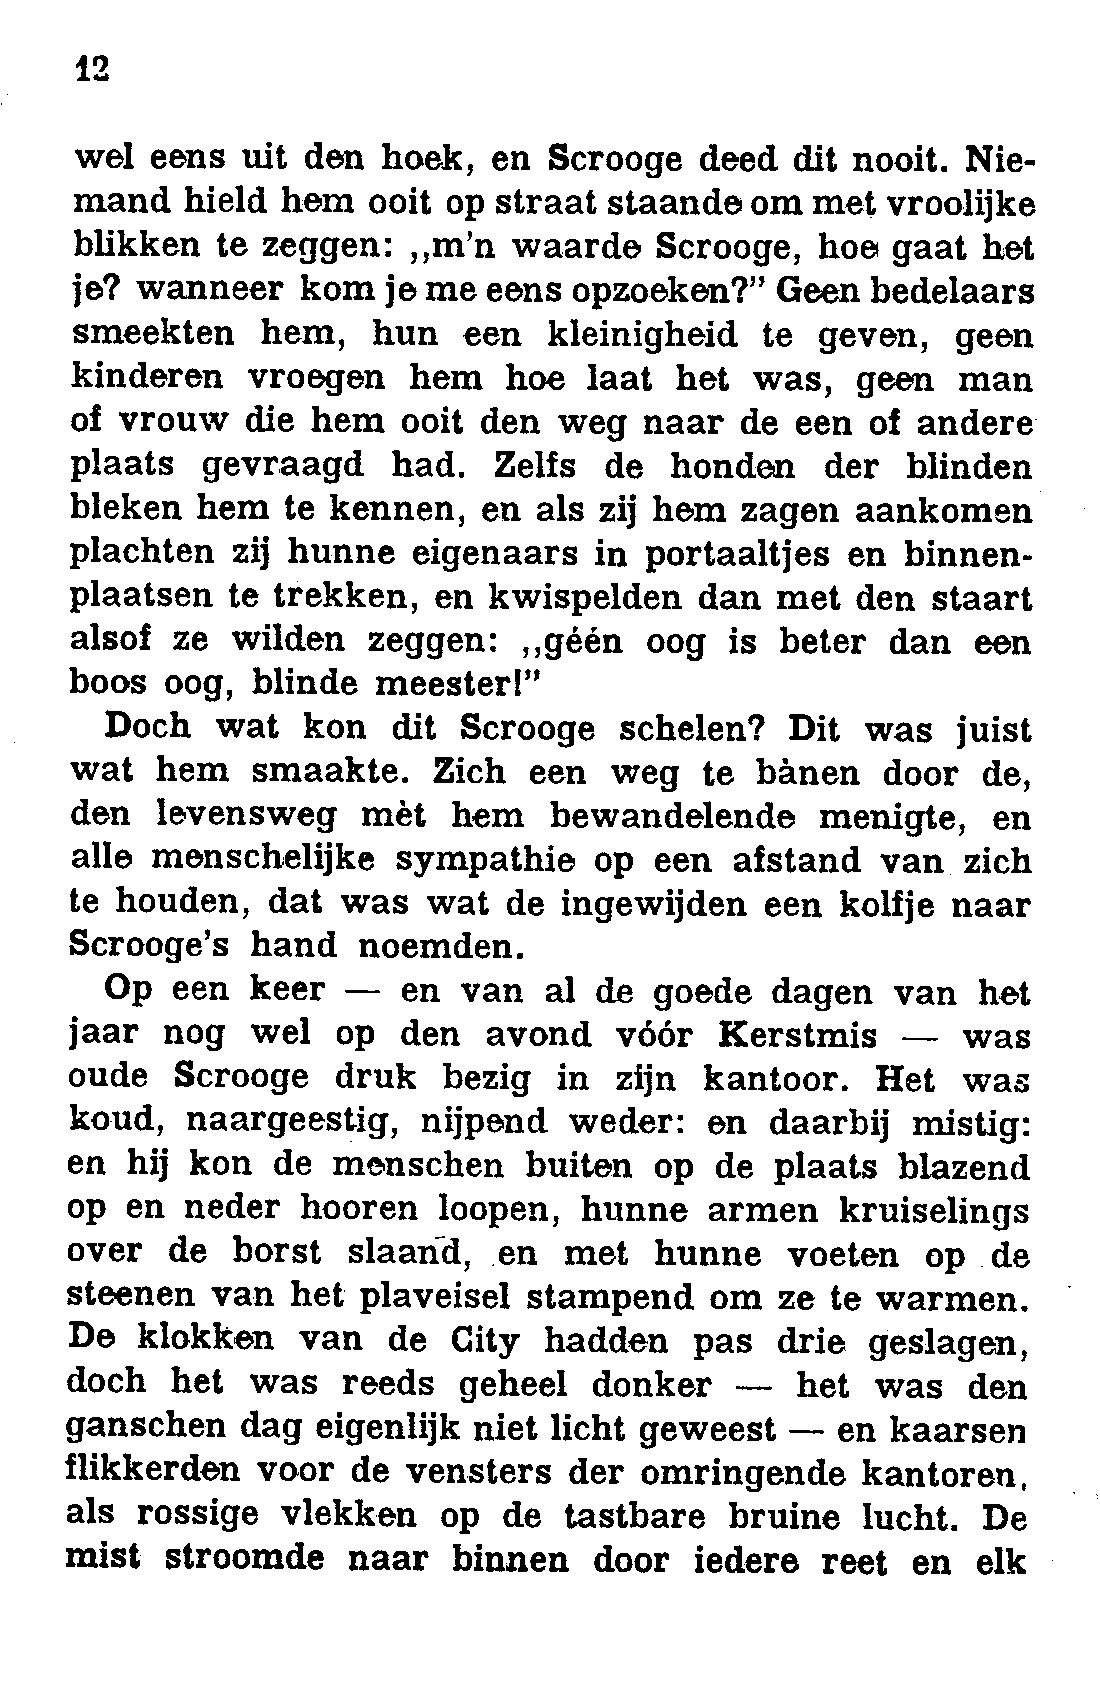 12
wel eens uit den hoek, en Scrooge deed dit nooit. Nie-
mand hield hem ooit op straat staande om met vroolijke
blikken te zeggen: ,,m'n waarde Scrooge, hoe gaat het
je? wanneer kom je me eens opzoeken?" Geen bedelaars
smeekten hem, hun een kleinigheid te geven, geen
kinderen vroegen hem hoe laat het was, geen man
of vrouw die hem ooit den weg naar de een of andere
plaats gevraagd had. Zelfs de honden der blinden
bleken hem te kennen, en als zij hem zagen aankomen
plachten zij hunne eigenaars in portaaltjes en binnen-
plaatsen te trekken, en kwispelden dan met den staart
alsof ze wilden zeggen: ,,géén oog is beter dan een
boos oog, blinde meester!"
Doch wat kon dit Scrooge schelen? Dit was juist
wat hem smaakte. Zich een weg te bànen door de,
den levensweg mèt hem bewandelende menigte, en
alle menschelijke sympathie op een afstand van zich
te houden, dat was wat de ingewijden een kolfje naar
Scrooge's hand noemden.
Op een keer — en van al de goede dagen van het
jaar nog wel op den avond vóór Kerstmis — was
oude Scrooge druk bezig in zijn kantoor. Het was
koud, naargeestig, nijpend weder: en daarbij mistig:
en hij kon de menschen buiten op de plaats blazend
op en neder hooren loopen, hunne armen kruiselings
over de borst slaand, en met hunne voeten op de
steenen van het plaveisel stampend om ze te warmen.
De klokken van de City hadden pas drie geslagen,
doch het was reeds geheel donker — het was den
ganschen dag eigenlijk niet licht geweest — en kaarsen
flikkerden voor de vensters der omringende kantoren,
als rossige vlekken op de tastbare bruine lucht. De
mist stroomde naar binnen door iedere reet en elk